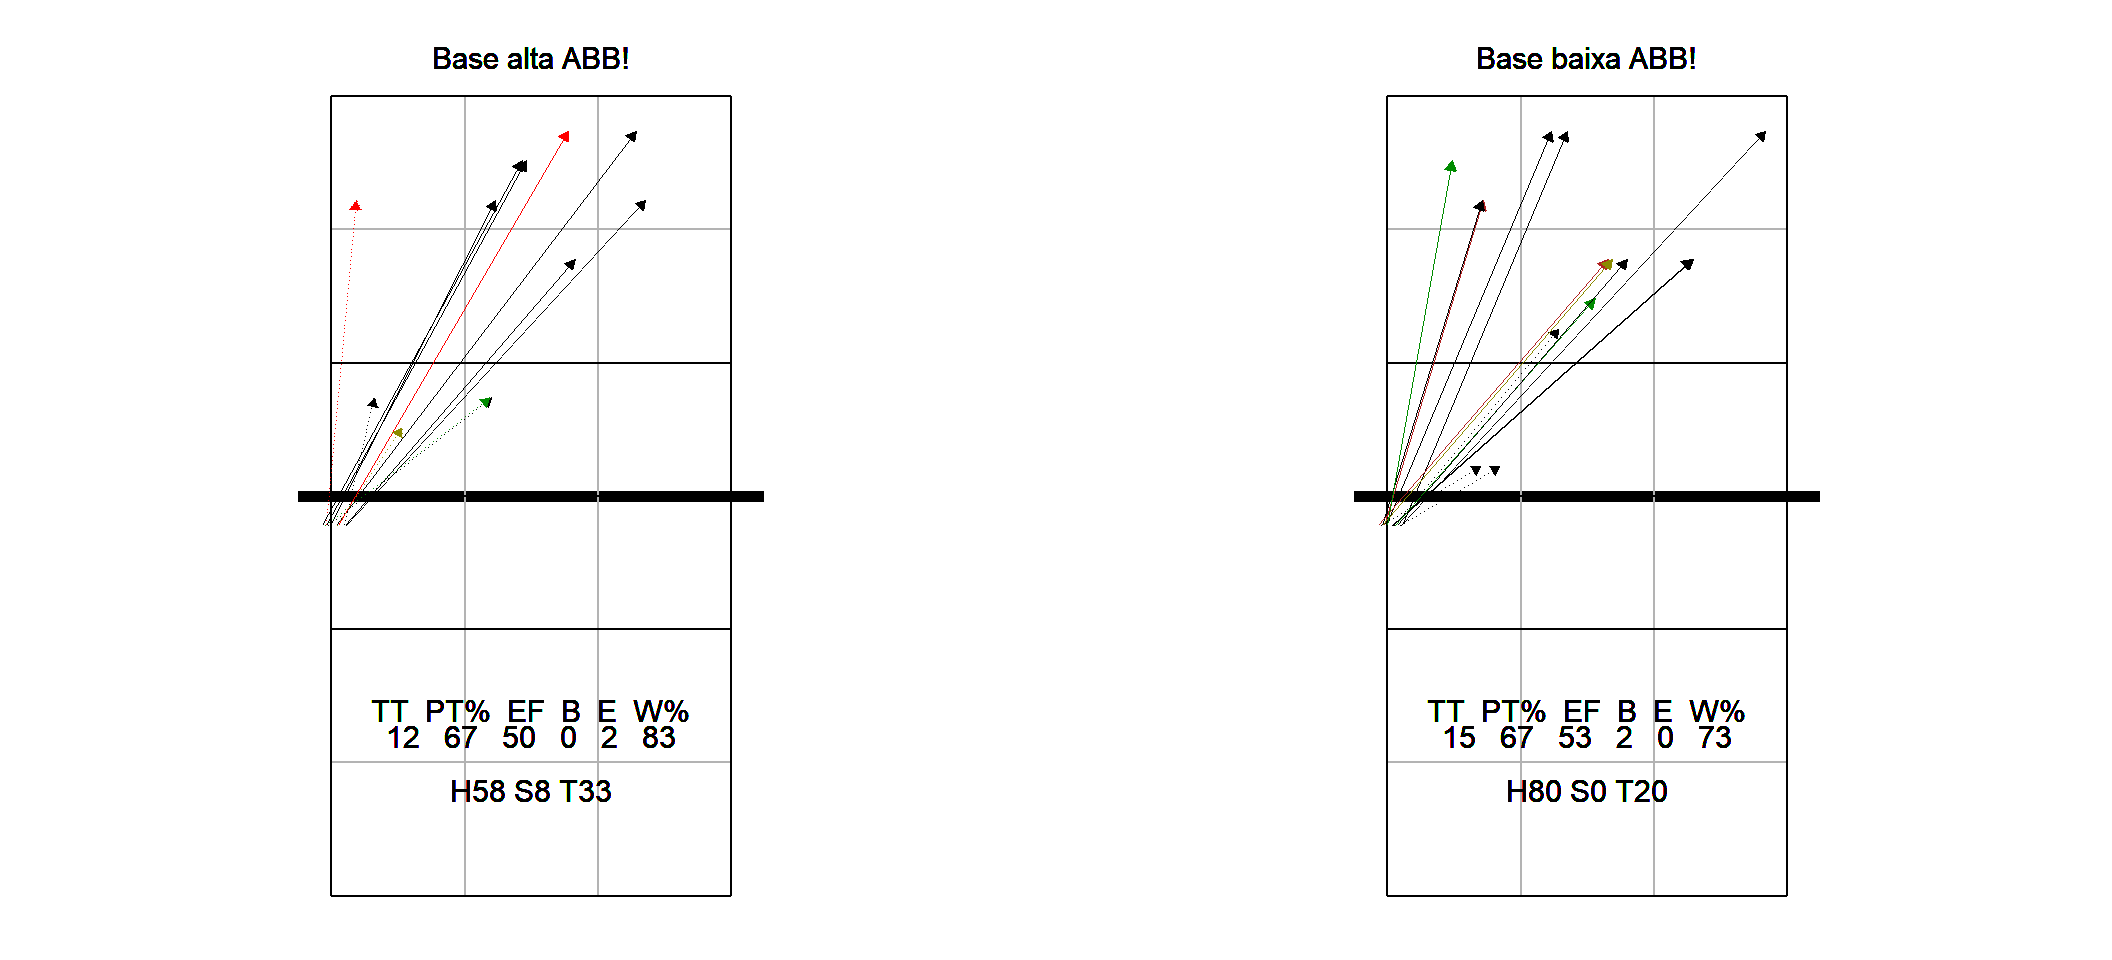 Base alta ABB!
TT PT% EF B E W%
12 67 50 0 2 83
H58 S8 T33
Base baixa ABB!
TT PT% EF B E W%
15 67 53 2 0 73
H80 S0 T20